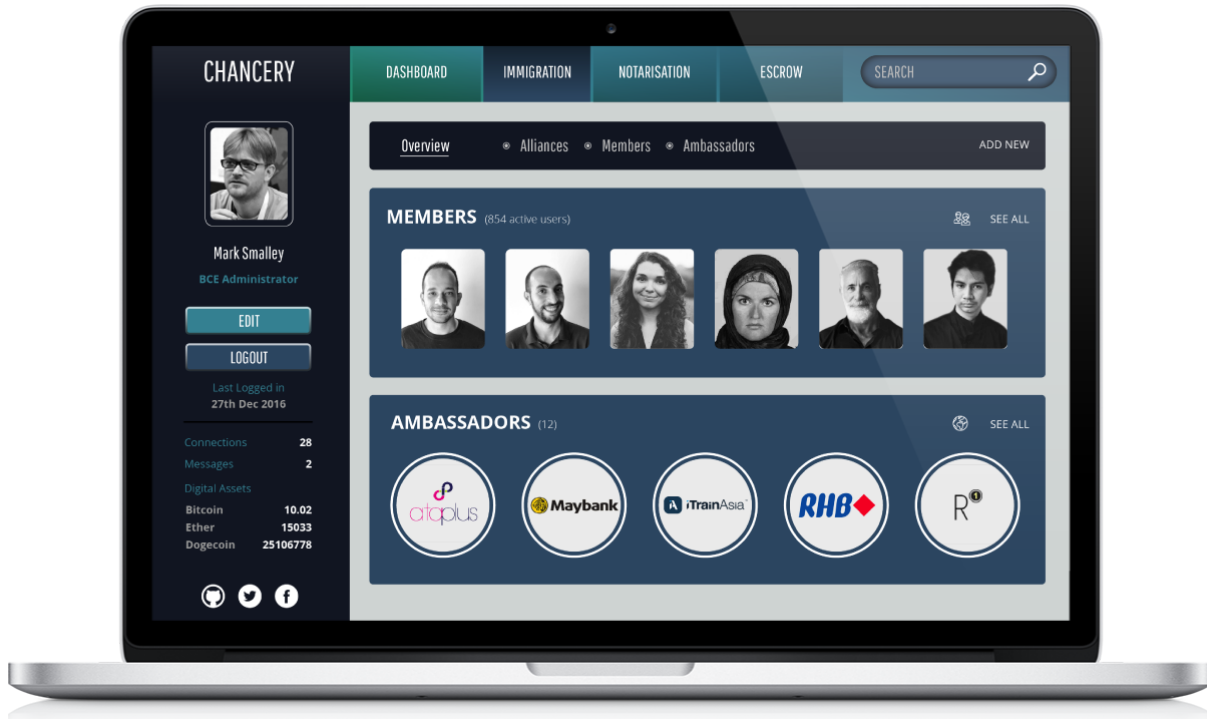 CHANCERY
DASHBOARD
IMMIGRATION
NOTARISATION
ESCROW
SEARCH
Mark Smalley
BCE Administrator
EDIT
LOGOUT
Last Logged in
27th Dec 2016
Connections 28
Messages 2
Digital Assets
Bitcoin 10.02
Ether 15033
Dogecoin 25106778
Overview
Alliances
Members
Ambassadors
ADD NEW
MEMBERS (854 active users)
SEE ALL
AMBASSADORS (12)
SEE ALL
ataplus
Maybank
iTrainAsia
RHB
R1